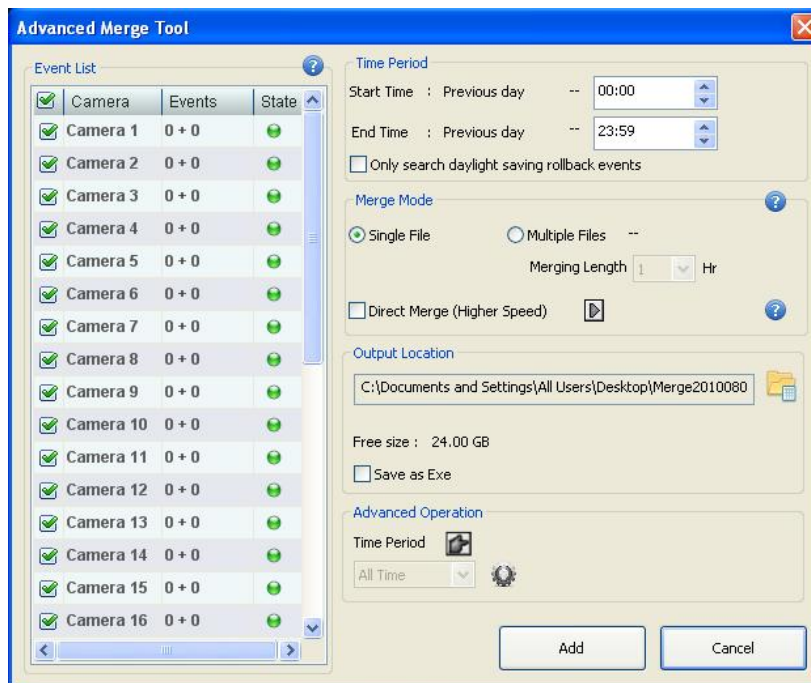 Advanced Merge Tool
Event List
Camera Events State
Camera 1 0 + 0
Camera 2 0 + 0
Camera 3 0 + 0
Camera 4 0 + 0
Camera 5 0 + 0
Camera 6 0 + 0
Camera 7 0 + 0
Camera 8 0 + 0
Camera 9 0 + 0
Camera 10 0 + 0
Camera 11 0 + 0
Camera 12 0 + 0
Camera 13 0 + 0
Camera 14 0 + 0
Camera 15 0 + 0
Camera 16 0 + 0
Time Period
Start Time : Previous day -- 00:00
End Time : Previous day -- 23:59
Only search daylight saving rollback events
Merge Mode
Single File Multiple Files --
Merging Length 1 Hr
Direct Merge (Higher Speed)
Output Location
C:\Documents and Settings\All Users\Desktop\Merge2010080
Free size : 24.00 GB
Save as Exe
Advanced Operation
Time Period
All Time
Add Cancel